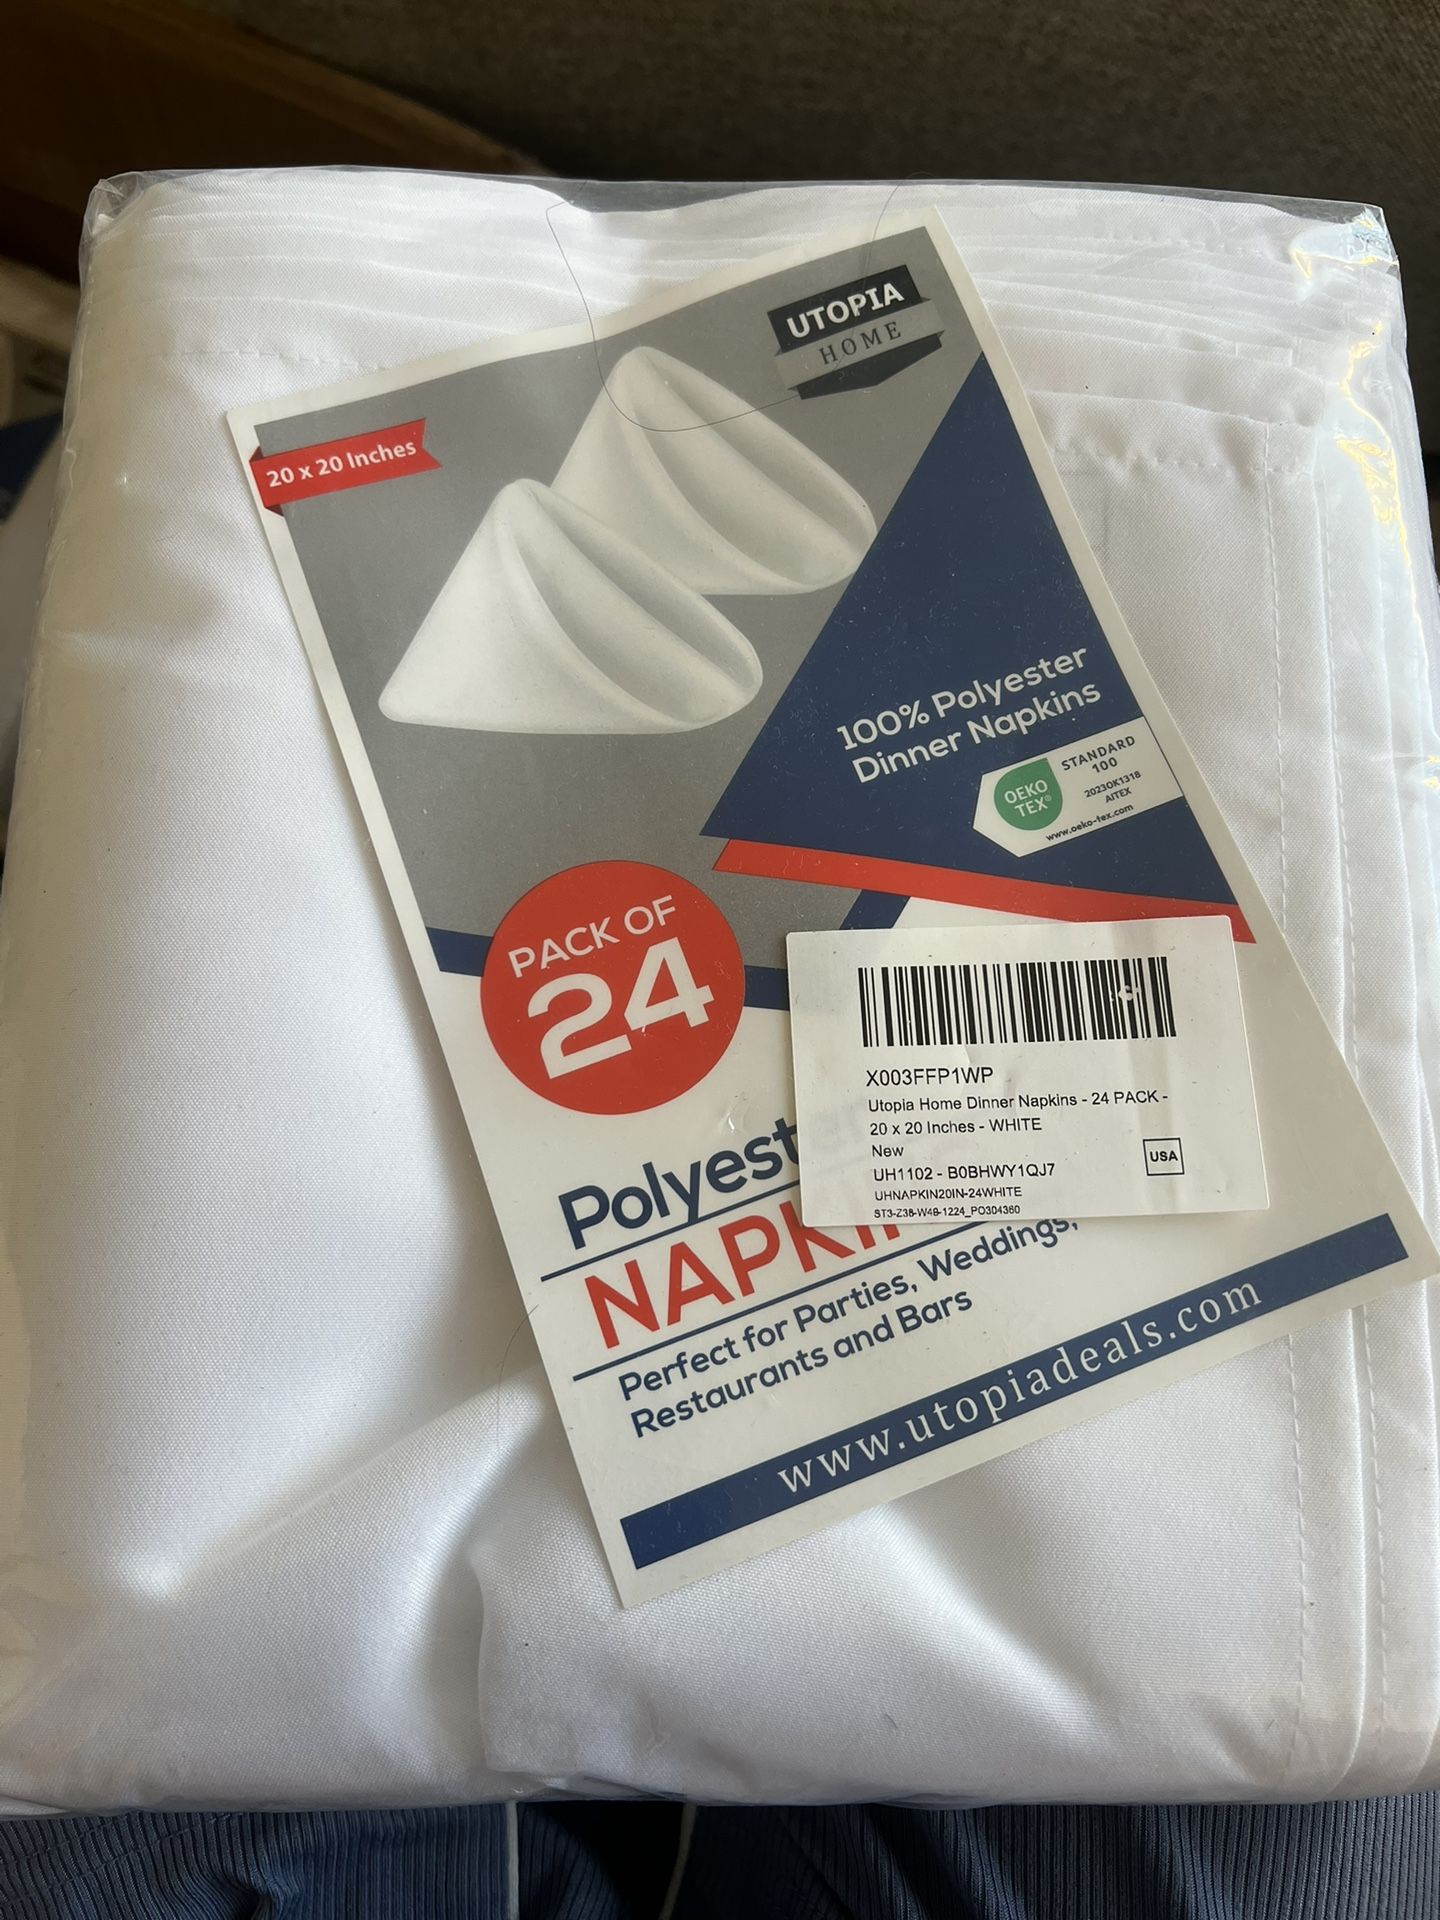 UTOPIA
HOME
20 x 20 Inches
100% Polyester
Dinner Napkins
OEKO
TEX®
STANDARD
100
2023OK1318
AITEX
www.oeko-tex.com
PACK OF
24
X003FFP1WP
Utopia Home Dinner Napkins - 24 PACK -
20 x 20 Inches - WHITE
New
UH1102 - B0BHWY1QJ7
UHNAPKIN20IN-24WHITE
ST3-Z38-W48-1224_PO304360
USA
Perfect for Parties, Weddings,
Restaurants and Bars
www.utopiadeals.com